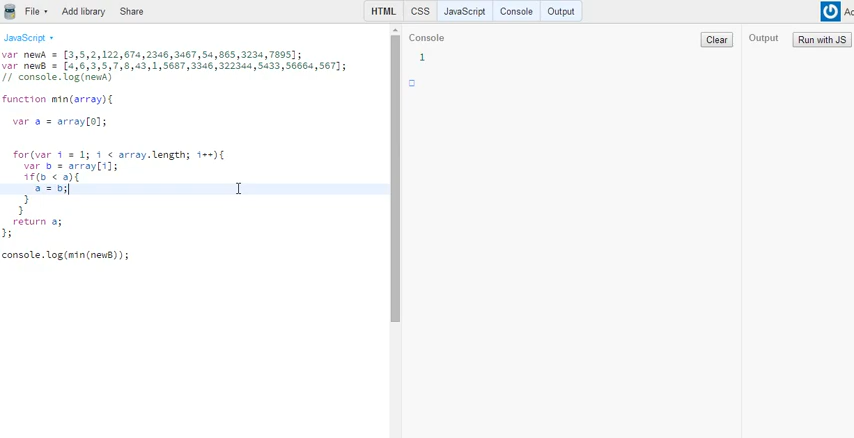 File ▾ Add library Share HTML CSS JavaScript Console Output
JavaScript ▾
var newA = [3,5,2,122,674,2346,3467,54,865,3234,7895];
var newB = [4,6,3,5,7,8,43,1,5687,3346,322344,5433,56664,567];
// console.log(newA)
function min(array){
var a = array[0];
for(var i = 1; i < array.length; i++){
var b = array[i];
if(b < a){
a = b;
}
}
return a;
};
console.log(min(newB));
Console Clear
1
Output Run with JS